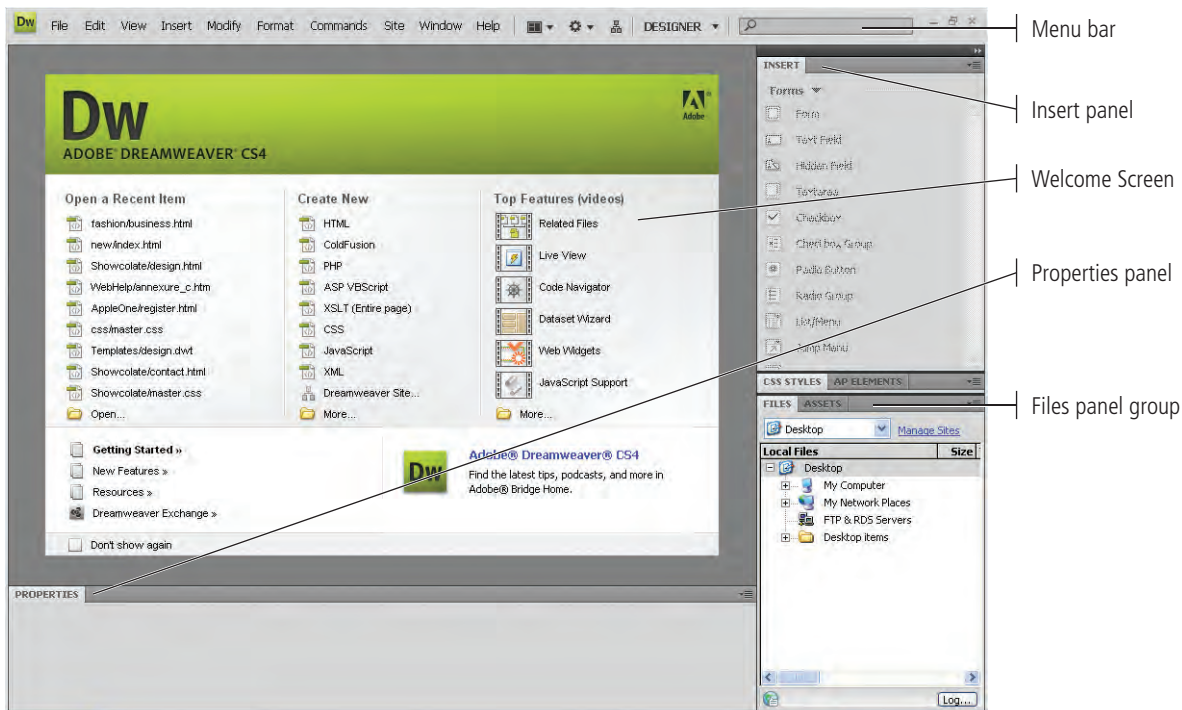 Dw File Edit View Insert Modify Format Commands Site Window Help DESIGNER
Menu bar
INSERT
Forms
Form
Text Field
Hidden Field
Textarea
Checkbox
Checkbox Group
Radio Button
Radio Group
List/Menu
Jump Menu
Insert panel
Welcome Screen
Properties panel
Files panel group
Dw
ADOBE® DREAMWEAVER® CS4
Adobe®
Open a Recent Item
fashion/business.html
new/index.html
Showcolate/design.html
WebHelp/annexure_c.htm
AppleOne/register.html
css/master.css
Templates/design.dwt
Showcolate/contact.html
Showcolate/master.css
Open...
Create New
HTML
ColdFusion
PHP
ASP VBScript
XSLT (Entire page)
CSS
JavaScript
XML
Dreamweaver Site...
More...
Top Features (videos)
Related Files
Live View
Code Navigator
Dataset Wizard
Web Widgets
JavaScript Support
More...
Getting Started »
New Features »
Resources »
Dreamweaver Exchange »
Dw
Adobe® Dreamweaver® CS4
Find the latest tips, podcasts, and more in
Adobe® Bridge Home.
Don't show again
CSS STYLES AP ELEMENTS
FILES ASSETS
Desktop Manage Sites
Local Files Size
Desktop
My Computer
My Network Places
FTP & RDS Servers
Desktop items
Log...
PROPERTIES